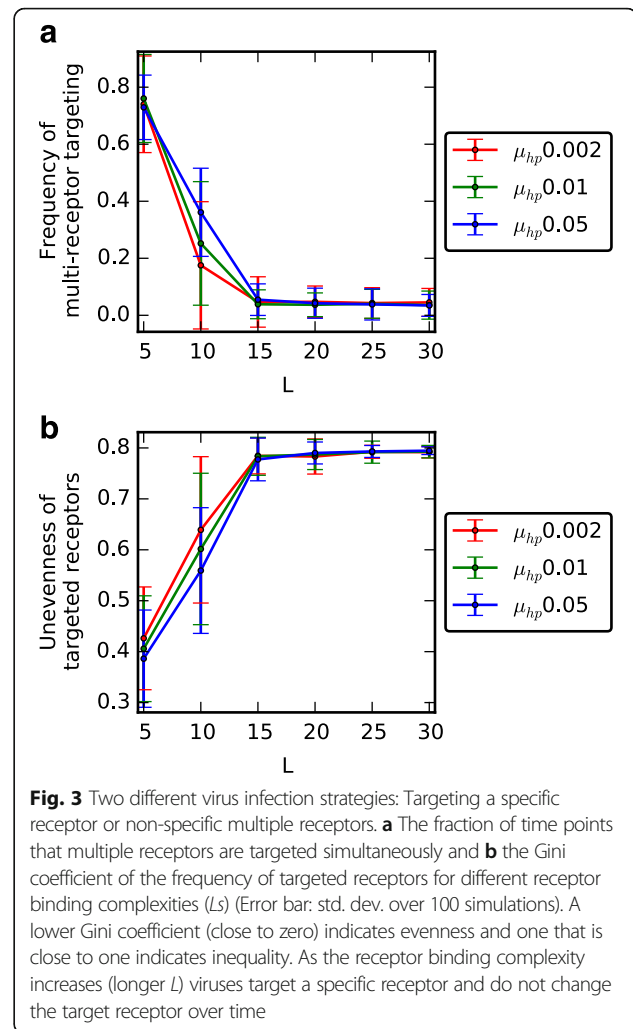 a
0.8
0.6
0.4
0.2
0.0
Frequency of
multi-receptor targeting
5 10 15 20 25 30
L
μhp0.002
μhp0.01
μhp0.05
b
0.8
0.7
0.6
0.5
0.4
0.3
Unevenness of
targeted receptors
5 10 15 20 25 30
L
μhp0.002
μhp0.01
μhp0.05
Fig. 3 Two different virus infection strategies: Targeting a specific
receptor or non-specific multiple receptors. a The fraction of time points
that multiple receptors are targeted simultaneously and b the Gini
coefficient of the frequency of targeted receptors for different receptor
binding complexities (Ls) (Error bar: std. dev. over 100 simulations). A
lower Gini coefficient (close to zero) indicates evenness and one that is
close to one indicates inequality. As the receptor binding complexity
increases (longer L) viruses target a specific receptor and do not change
the target receptor over time